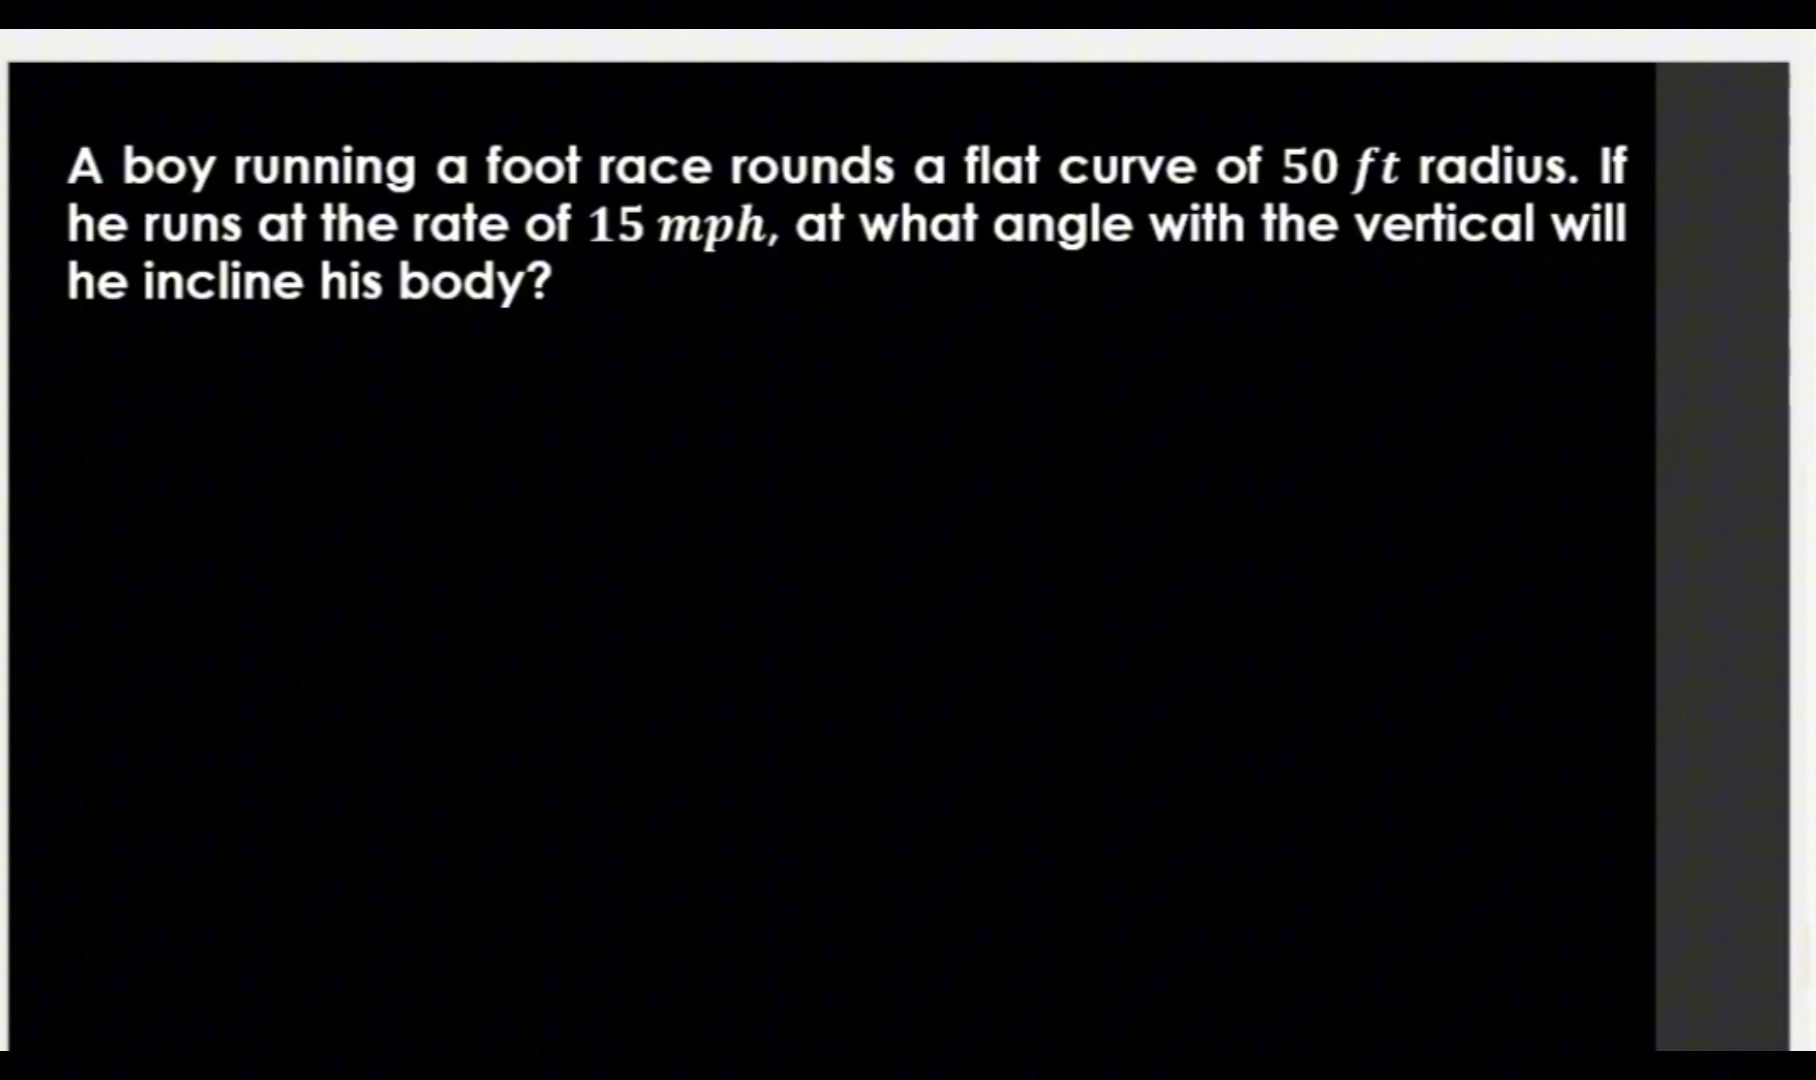 A boy running a foot race rounds a flat curve of 50 ft radius. If
he runs at the rate of 15 mph, at what angle with the vertical will
he incline his body?